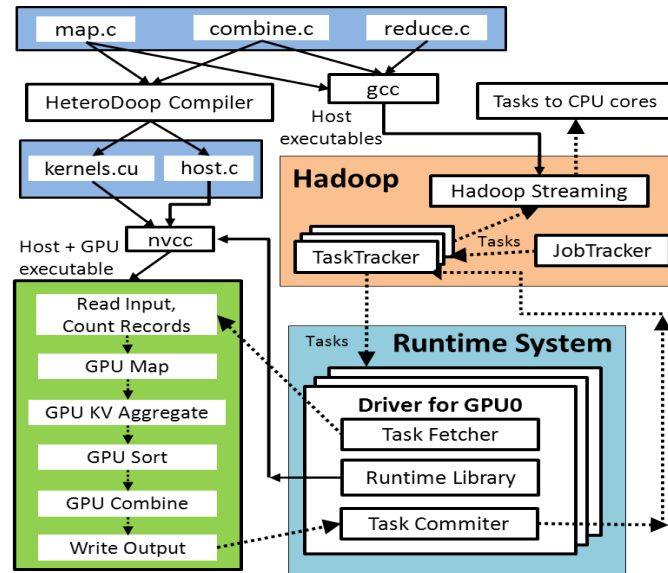 map.c
combine.c
reduce.c
HeteroDoop Compiler
gcc
Host
executables
Tasks to CPU cores
kernels.cu
host.c
Hadoop
Hadoop Streaming
nvcc
Host + GPU
executable
TaskTracker
Tasks
JobTracker
Read Input,
Count Records
GPU Map
GPU KV Aggregate
GPU Sort
GPU Combine
Write Output
Tasks
Runtime System
Driver for GPU0
Task Fetcher
Runtime Library
Task Commiter